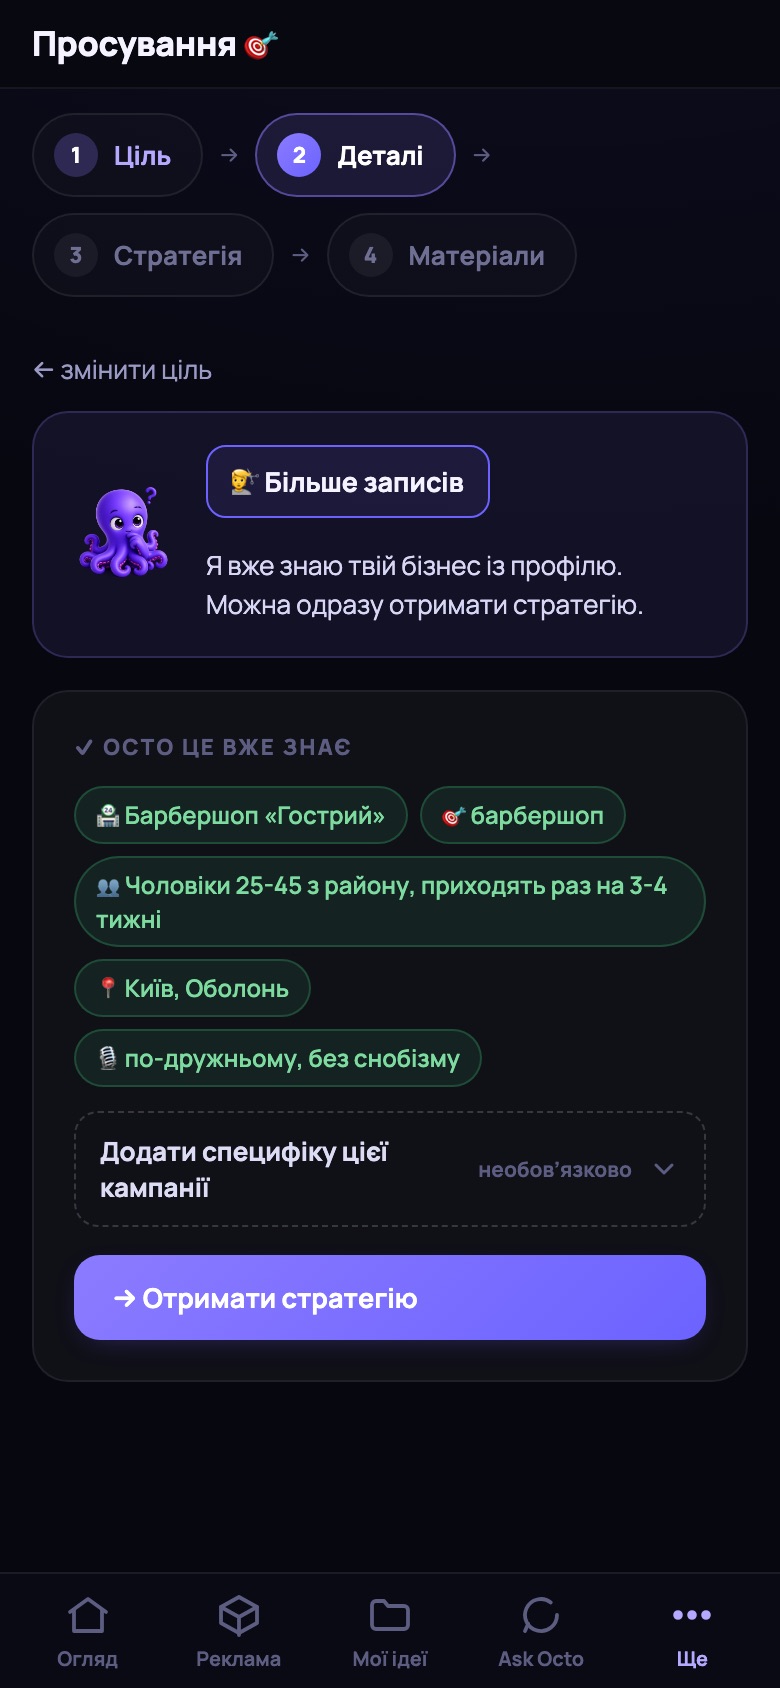 Просування
1 Ціль → 2 Деталі →
3 Стратегія → 4 Матеріали
← змінити ціль
Більше записів
Я вже знаю твій бізнес із профілю.
Можна одразу отримати стратегію.
✓ ОСТО ЦЕ ВЖЕ ЗНАЄ
Барбершоп «Гострий» барбершоп
Чоловіки 25-45 з району, приходять раз на 3-4
тижні
Київ, Оболонь
по-дружньому, без снобізму
Додати специфіку цієї
кампанії
необов’язково
→ Отримати стратегію
Огляд Реклама Мої ідеї Ask Octo Ще